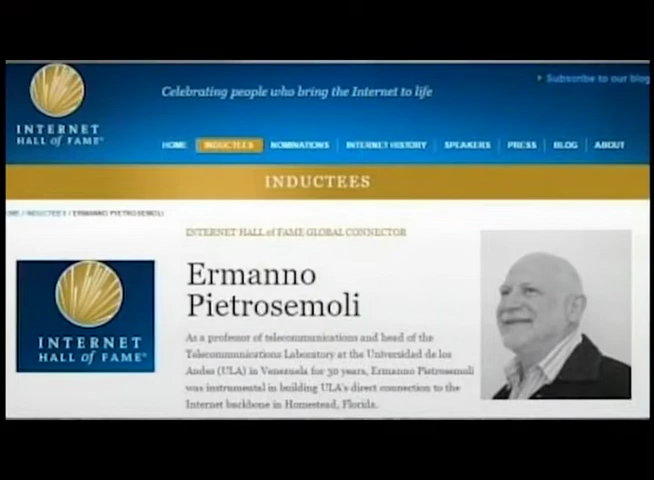 Subscribe to our blog
Celebrating people who bring the Internet to life
INTERNET
HALL of FAME®
HOME INDUCTEES NOMINATIONS INTERNET HISTORY SPEAKERS PRESS BLOG ABOUT
INDUCTEES
/ INDUCTEES / ERMANNO PIETROSEMOLI
INTERNET HALL of FAME GLOBAL CONNECTOR
Ermanno
Pietrosemoli
INTERNET
HALL of FAME®
As a professor of telecommunications and head of the
Telecommunications Laboratory at the Universidad de los
Andes (ULA) in Venezuela for 30 years, Ermanno Pietrosemoli
was instrumental in building ULA's direct connection to the
Internet backbone in Homestead, Florida.